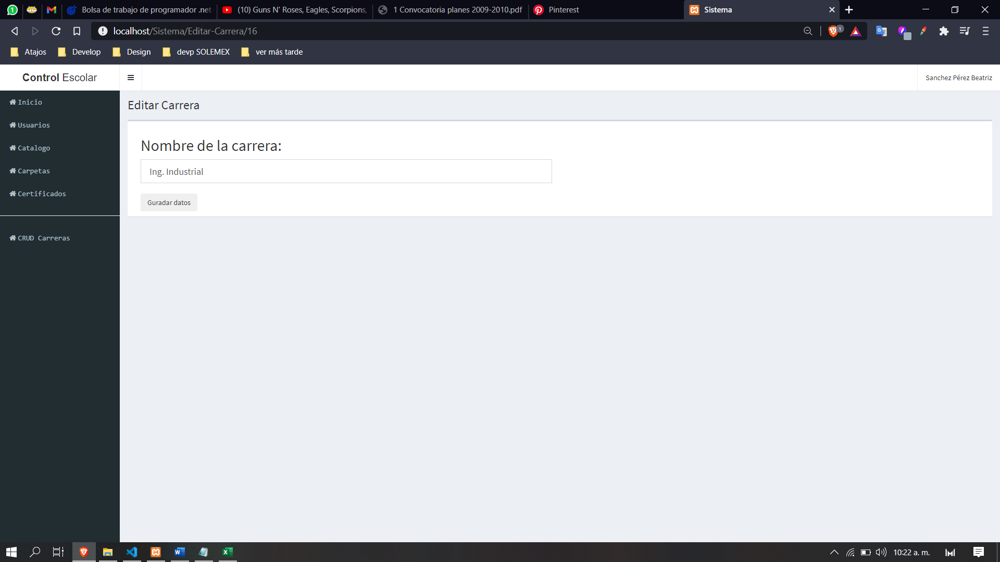 1
Bolsa de trabajo de programador .net
(10) Guns N' Roses, Eagles, Scorpions,
1 Convocatoria planes 2009-2010.pdf
Pinterest
Sistema
localhost/Sistema/Editar-Carrera/16
1
Atajos
Develop
Design
devp SOLEMEX
ver más tarde
Control Escolar
Sanchez Pérez Beatriz
Inicio
Usuarios
Catalogo
Carpetas
Certificados
CRUD Carreras
Editar Carrera
Nombre de la carrera:
Ing. Industrial
Guradar datos
10:22 a. m.